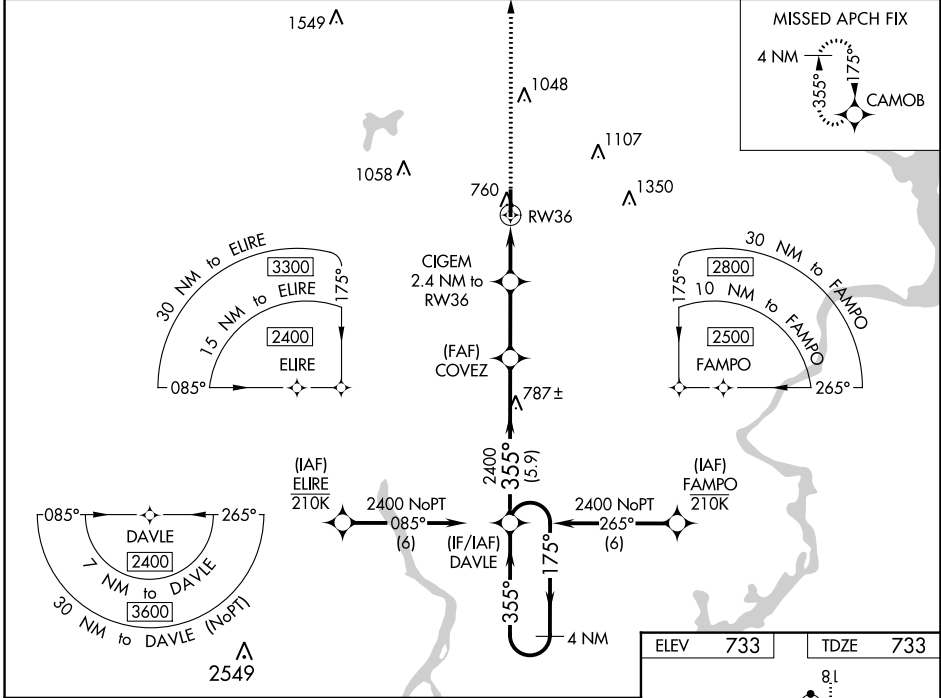 1549
1048
1107
1058
1350
760
RW36
MISSED APCH FIX
4 NM
355°
175°
CAMOB
30 NM to ELIRE
3300
15 NM to ELIRE
2400
ELIRE
175°
085°
CIGEM
2.4 NM to
RW36
(FAF)
COVEZ
787±
30 NM to FAMPO
2800
10 NM to FAMPO
2500
FAMPO
175°
265°
2400
355°
(5.9)
(IAF)
ELIRE
210K
2400 NoPT
085°
(6)
(IF/IAF)
DAVLE
2400 NoPT
265°
(6)
(IAF)
FAMPO
210K
085°
265°
DAVLE
2400
7 NM to DAVLE
3600
30 NM to DAVLE (NoPT)
2549
355°
175°
4 NM
ELEV 733
TDZE 733
18